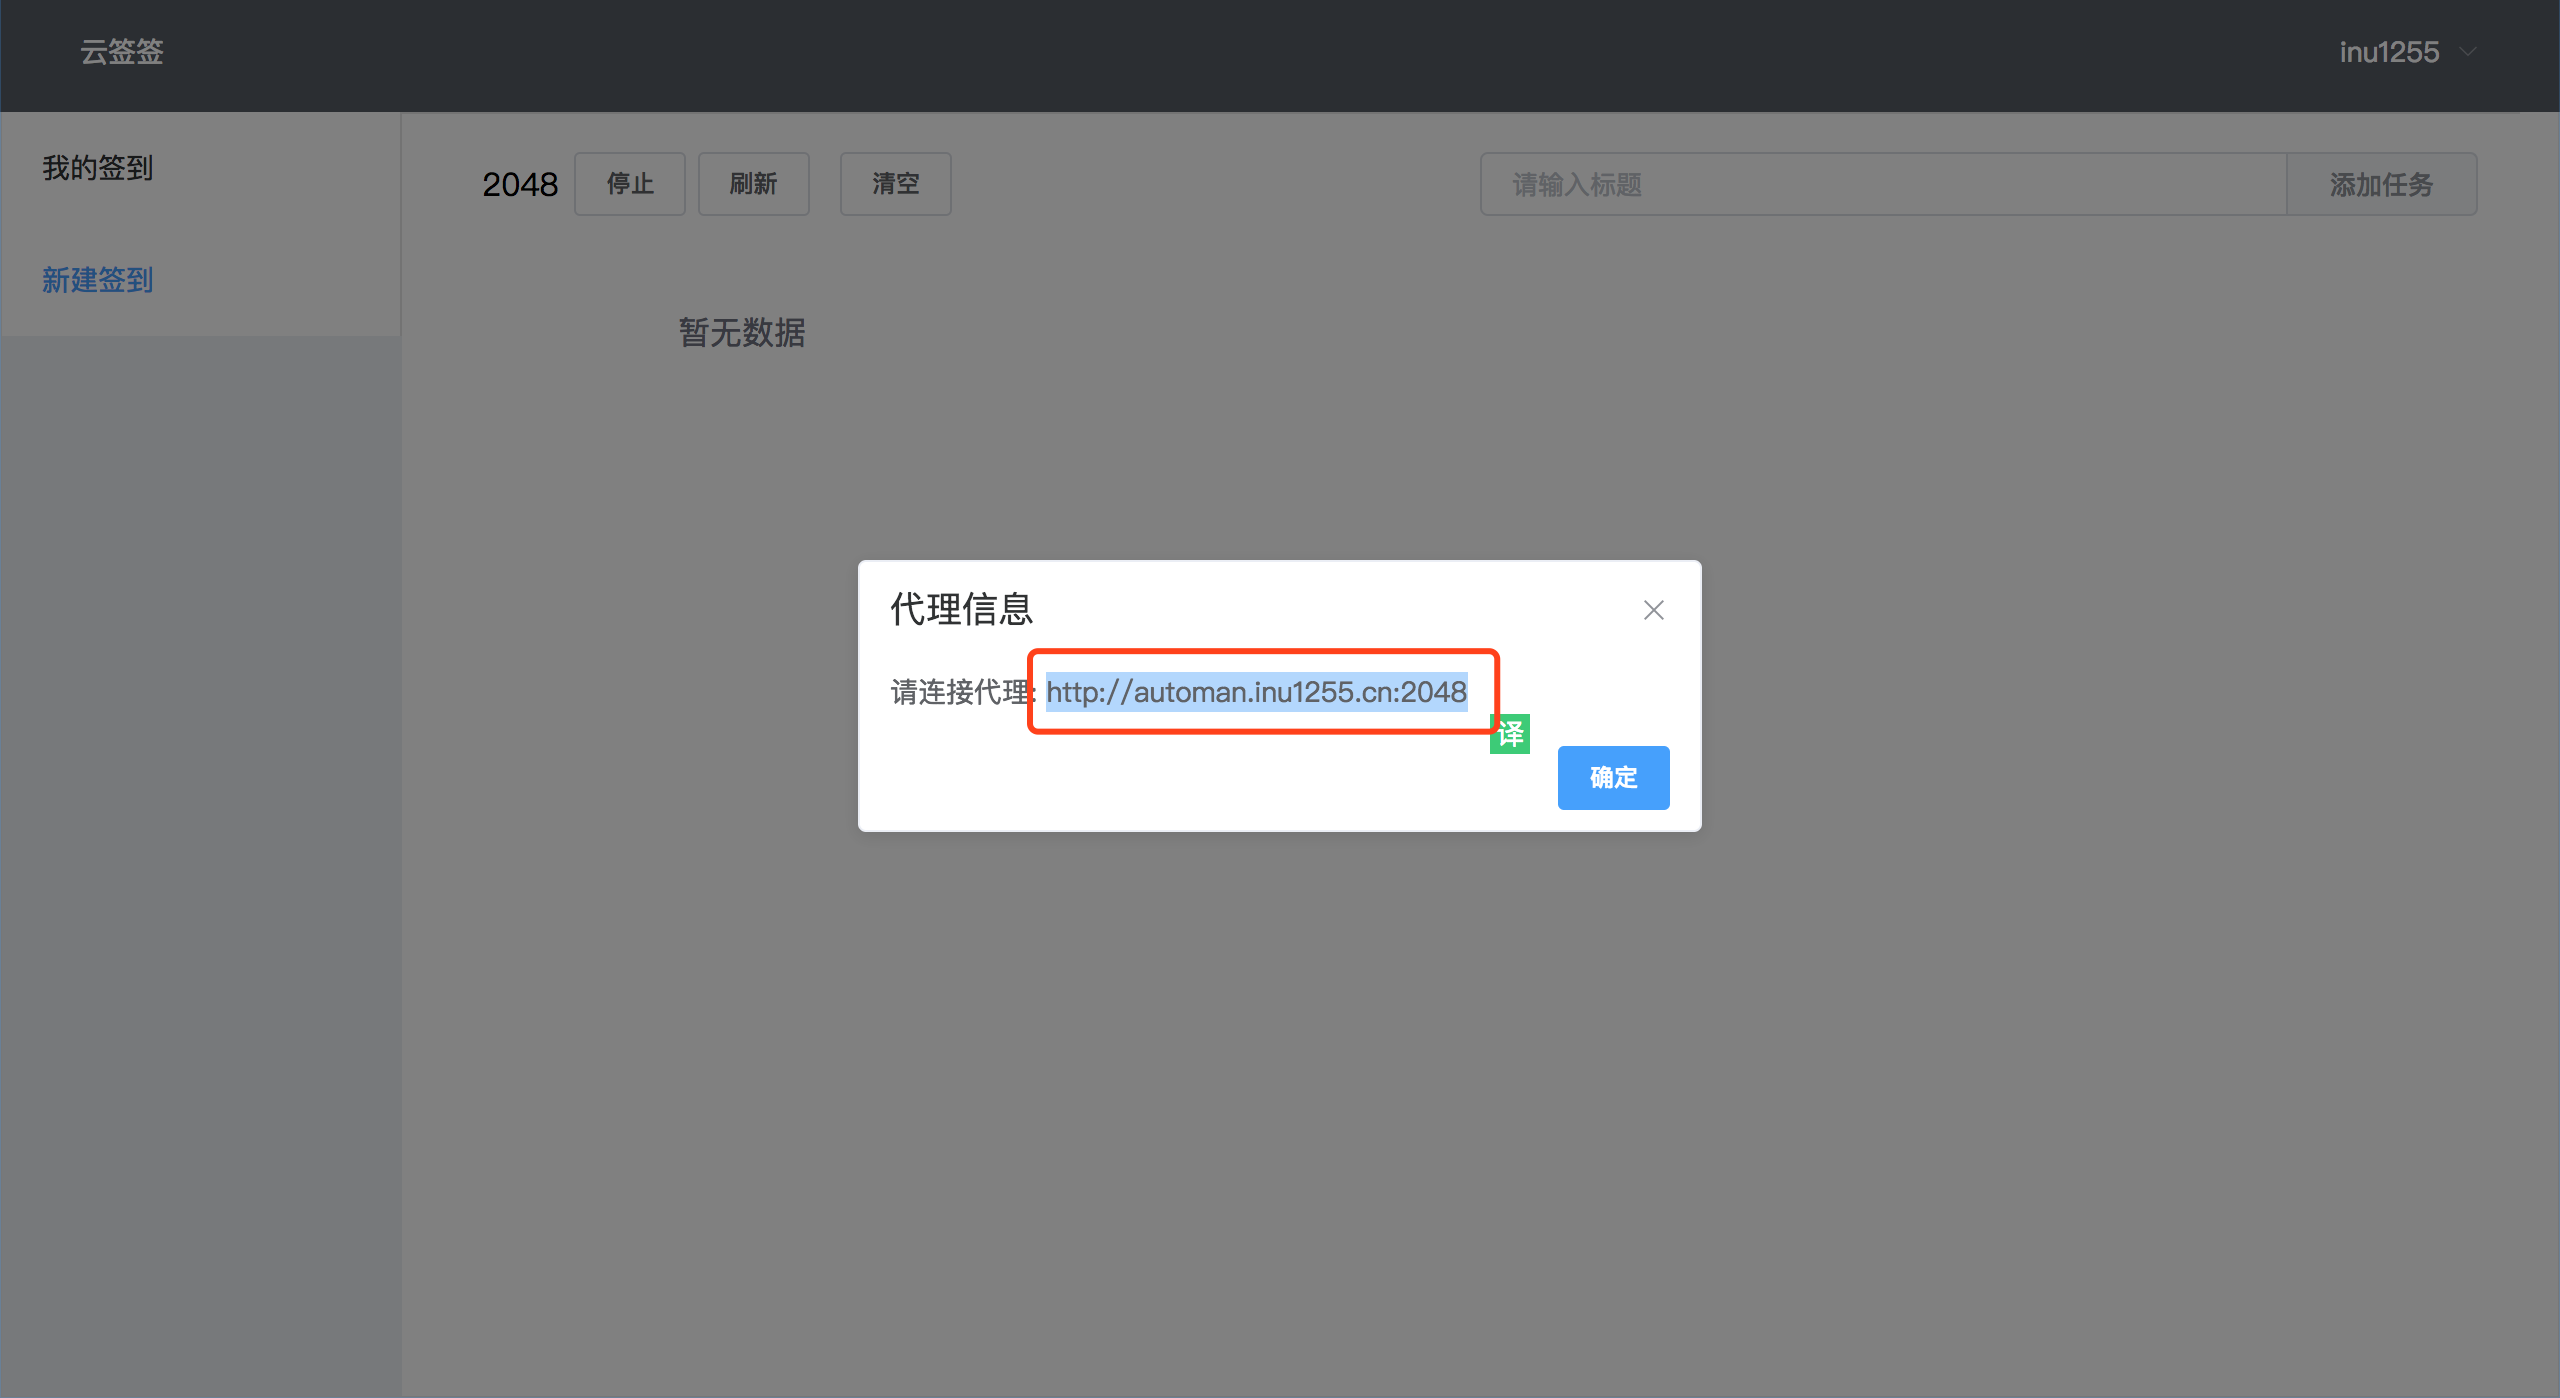 云签签
inu1255
我的签到
新建签到
2048 停止 刷新 清空
请输入标题 添加任务
暂无数据
代理信息
请连接代理: http://automan.inu1255.cn:2048
译
确定